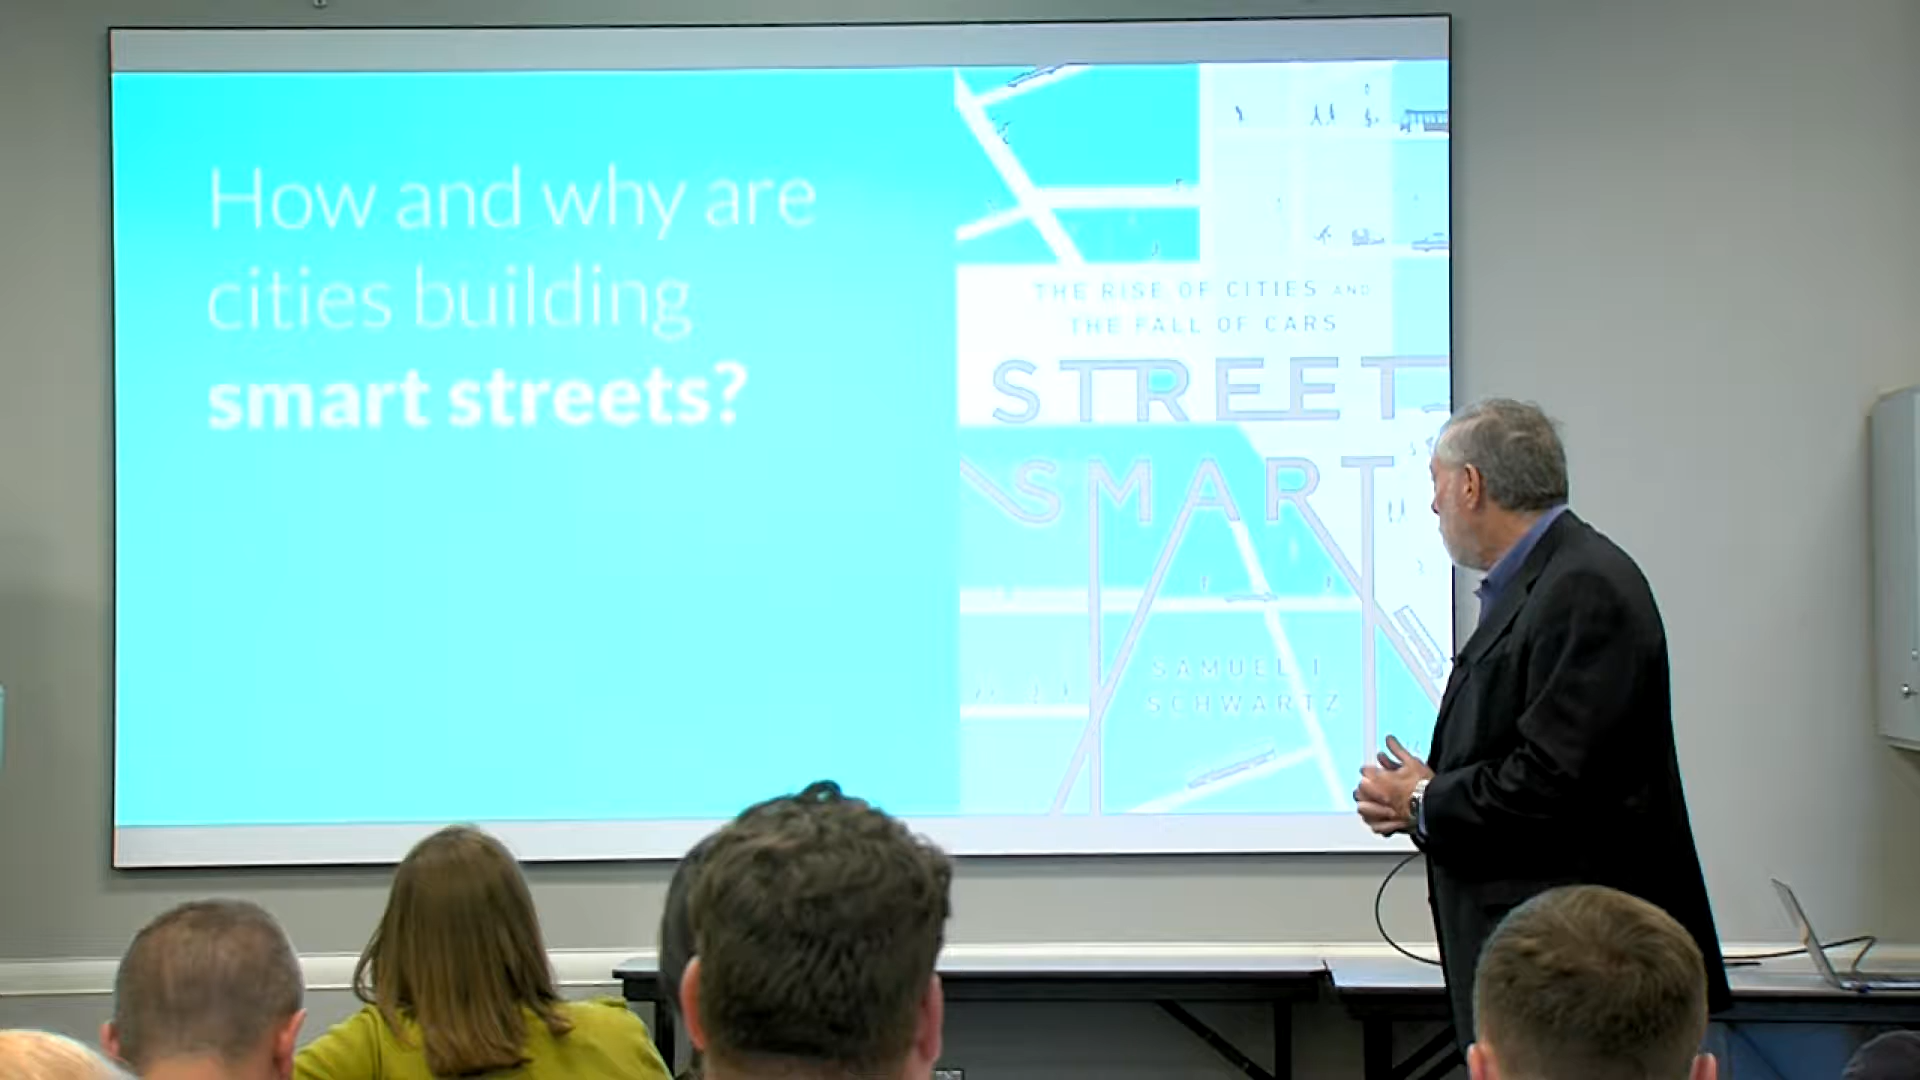 How and why are
cities building
smart streets?
THE RISE OF CITIES AND
THE FALL OF CARS
STREET
SMART
SAMUEL I
SCHWARTZ